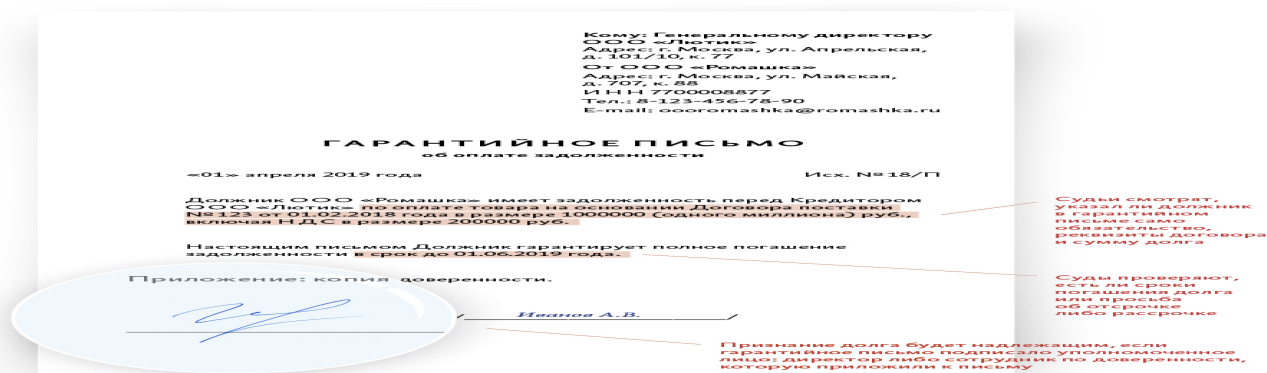 Кому: Генеральному директору
ООО «Лютик»
Адрес: г. Москва, ул. Апрельская,
д. 101/10, к. 77
От ООО «Ромашка»
Адрес: г. Москва, ул. Майская,
д. 707, к. 88
ИНН 7700008877
Тел.: 8-123-456-78-90
E-mail: oooromashka@romashka.ru
ГАРАНТИЙНОЕ ПИСЬМО
об оплате задолженности
«01» апреля 2019 года Исх. №18/П
Должник ООО «Ромашка» имеет задолженность перед Кредитором
ООО «Лютик» по оплате товара на основании Договора поставки
№123 от 01.02.2018 года в размере 1000000 (одного миллиона) руб.,
включая НДС в размере 200000 руб.
Судьи смотрят,
указал ли должник
в гарантийном
письме само
обязательство,
реквизиты договора
и сумму долга
Настоящим письмом Должник гарантирует полное погашение
задолженности в срок до 01.06.2019 года.
Суды проверяют,
есть ли сроки
погашения долга
или просьба
об отсрочке
либо рассрочке
Приложение: копия доверенности.
/ Иванов А.В. /
Признание долга будет надлежащим, если
гарантийное письмо подписало уполномоченное
лицо: директор либо сотрудник по доверенности,
которую приложили к письму